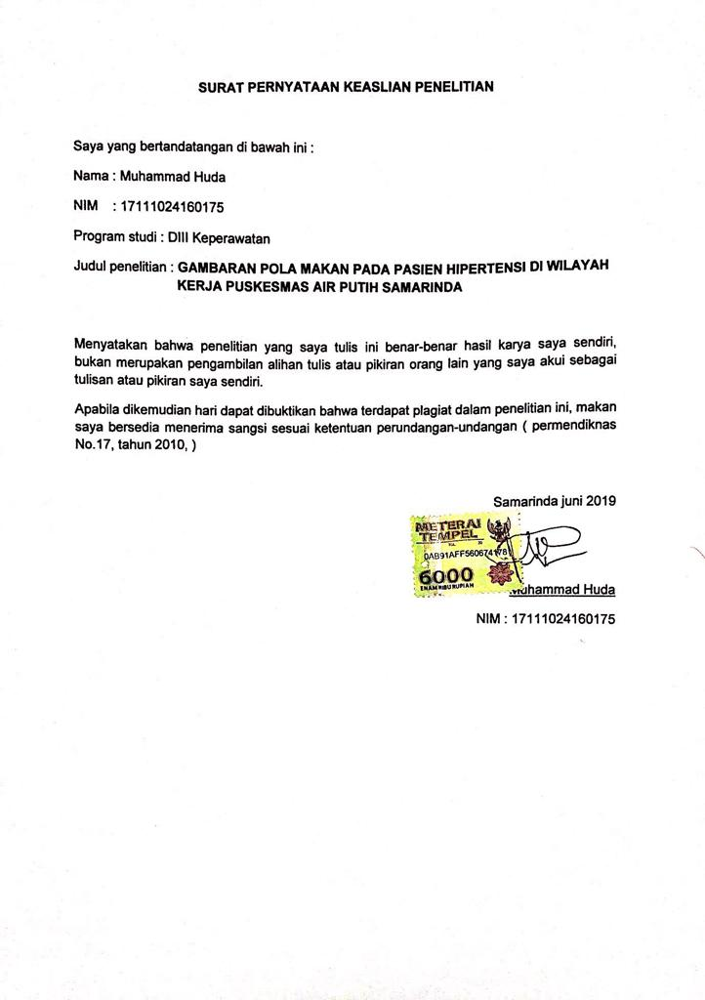 SURAT PERNYATAAN KEASLIAN PENELITIAN
Saya yang bertandatangan di bawah ini :
Nama : Muhammad Huda
NIM : 17111024160175
Program studi : DIII Keperawatan
Judul penelitian : GAMBARAN POLA MAKAN PADA PASIEN HIPERTENSI DI WILAYAH
KERJA PUSKESMAS AIR PUTIH SAMARINDA
Menyatakan bahwa penelitian yang saya tulis ini benar-benar hasil karya saya sendiri,
bukan merupakan pengambilan alihan tulis atau pikiran orang lain yang saya akui sebagai
tulisan atau pikiran saya sendiri.
Apabila dikemudian hari dapat dibuktikan bahwa terdapat plagiat dalam penelitian ini, makan
saya bersedia menerima sangsi sesuai ketentuan perundangan-undangan ( permendiknas
No.17, tahun 2010, )
Samarinda juni 2019
METERAI
TEMPEL
6000
ENAM RIBU RUPIAH
Muhammad Huda
NIM : 17111024160175